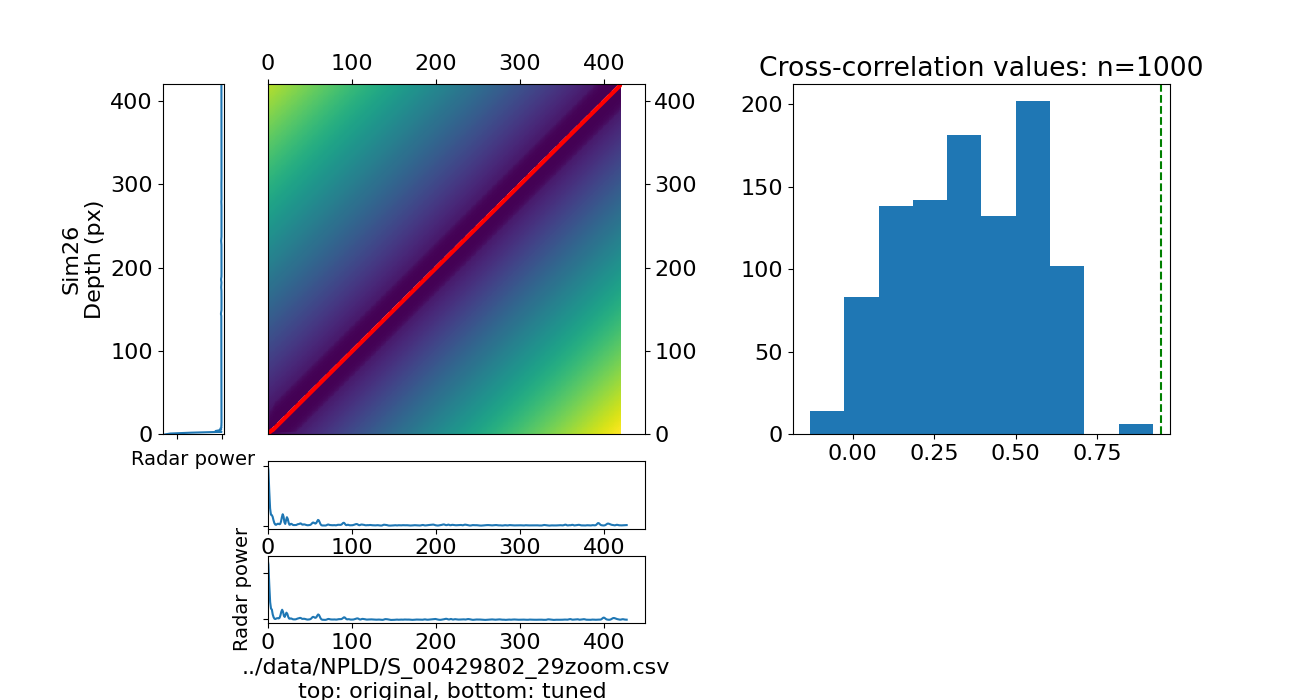 0 100 200 300 400
Cross-correlation values: n=1000
400
300
200
100
0
Sim26
Depth (px)
Radar power
400
300
200
100
0
200
150
100
50
0
0.00 0.25 0.50 0.75
0 100 200 300 400
Radar power
0 100 200 300 400
../data/NPLD/S_00429802_29zoom.csv
top: original, bottom: tuned